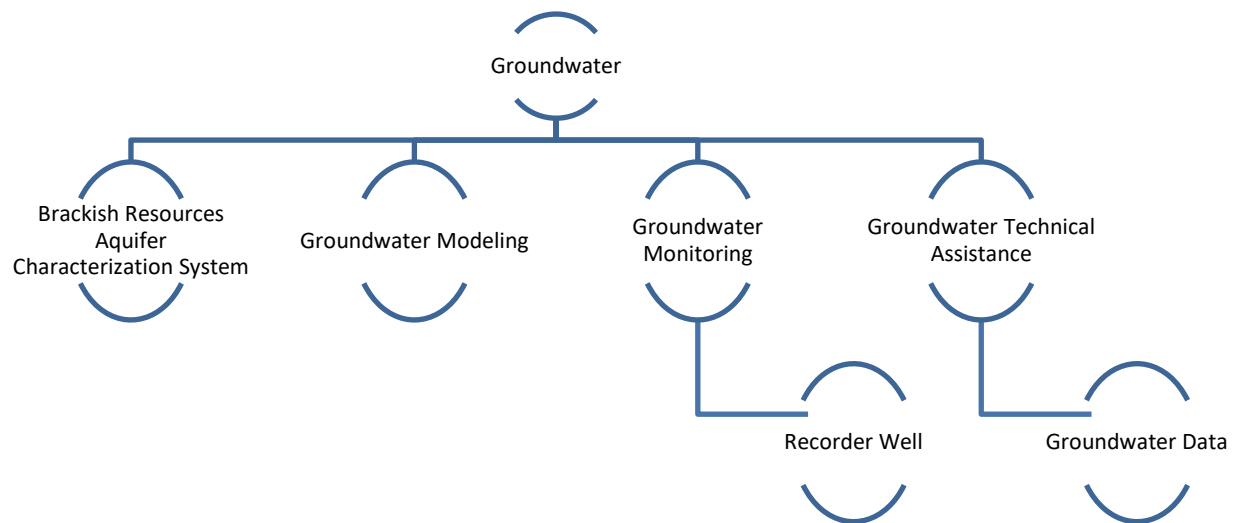 Groundwater
Brackish Resources
Aquifer
Characterization System
Groundwater Modeling
Groundwater
Monitoring
Groundwater Technical
Assistance
Recorder Well
Groundwater Data